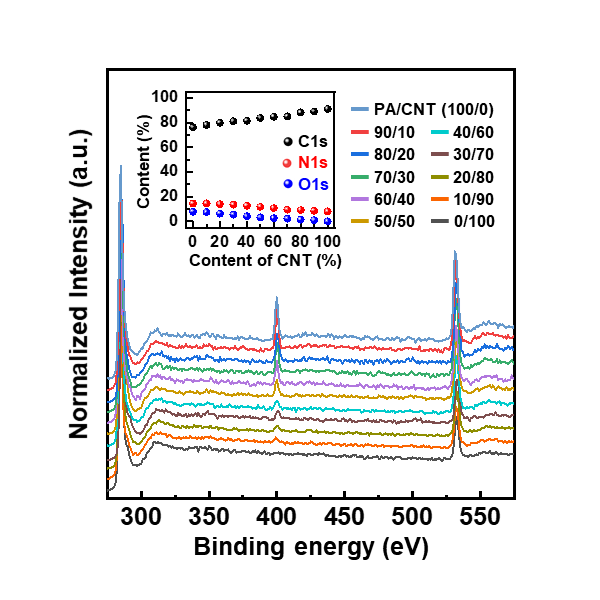 Normalized Intensity (a.u.)
Content (%)
100
80
60
40
20
0
C1s
N1s
O1s
0 20 40 60 80 100
Content of CNT (%)
PA/CNT (100/0)
90/10 40/60
80/20 30/70
70/30 20/80
60/40 10/90
50/50 0/100
300 350 400 450 500 550
Binding energy (eV)